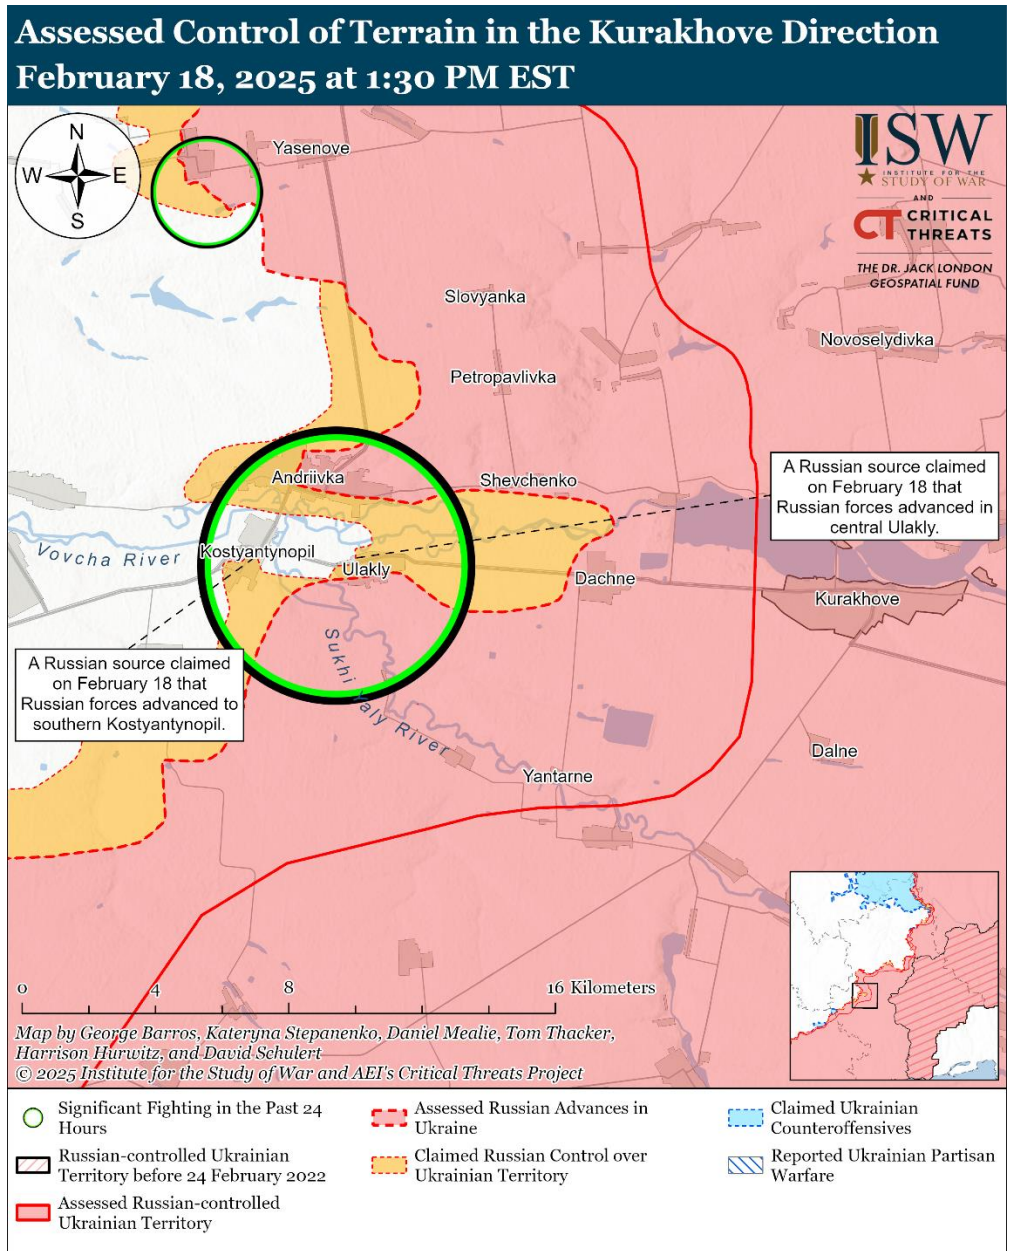 Assessed Control of Terrain in the Kurakhove Direction
February 18, 2025 at 1:30 PM EST
N
W
E
S
ISW
INSTITUTE FOR THE
STUDY OF WAR
AND
CT CRITICAL
THREATS
THE DR. JACK LONDON
GEOSPATIAL FUND
Yasenove
Slovyanka
Novoselydivka
Petropavlivka
Andriivka
Shevchenko
A Russian source claimed
on February 18 that
Russian forces advanced in
central Ulakly.
Vovcha River
Kostyantynopil
Ulakly
Dachne
Kurakhove
A Russian source claimed
on February 18 that
Russian forces advanced to
southern Kostyantynopil.
Sukhi Yaly River
Dalne
Yantarne
0
4
8
16 Kilometers
Map by George Barros, Kateryna Stepanenko, Daniel Mealie, Tom Thacker,
Harrison Hurwitz, and David Schulert
© 2025 Institute for the Study of War and AEI's Critical Threats Project
Significant Fighting in the Past 24
Hours
Russian-controlled Ukrainian
Territory before 24 February 2022
Assessed Russian-controlled
Ukrainian Territory
Assessed Russian Advances in
Ukraine
Claimed Russian Control over
Ukrainian Territory
Claimed Ukrainian
Counteroffensives
Reported Ukrainian Partisan
Warfare